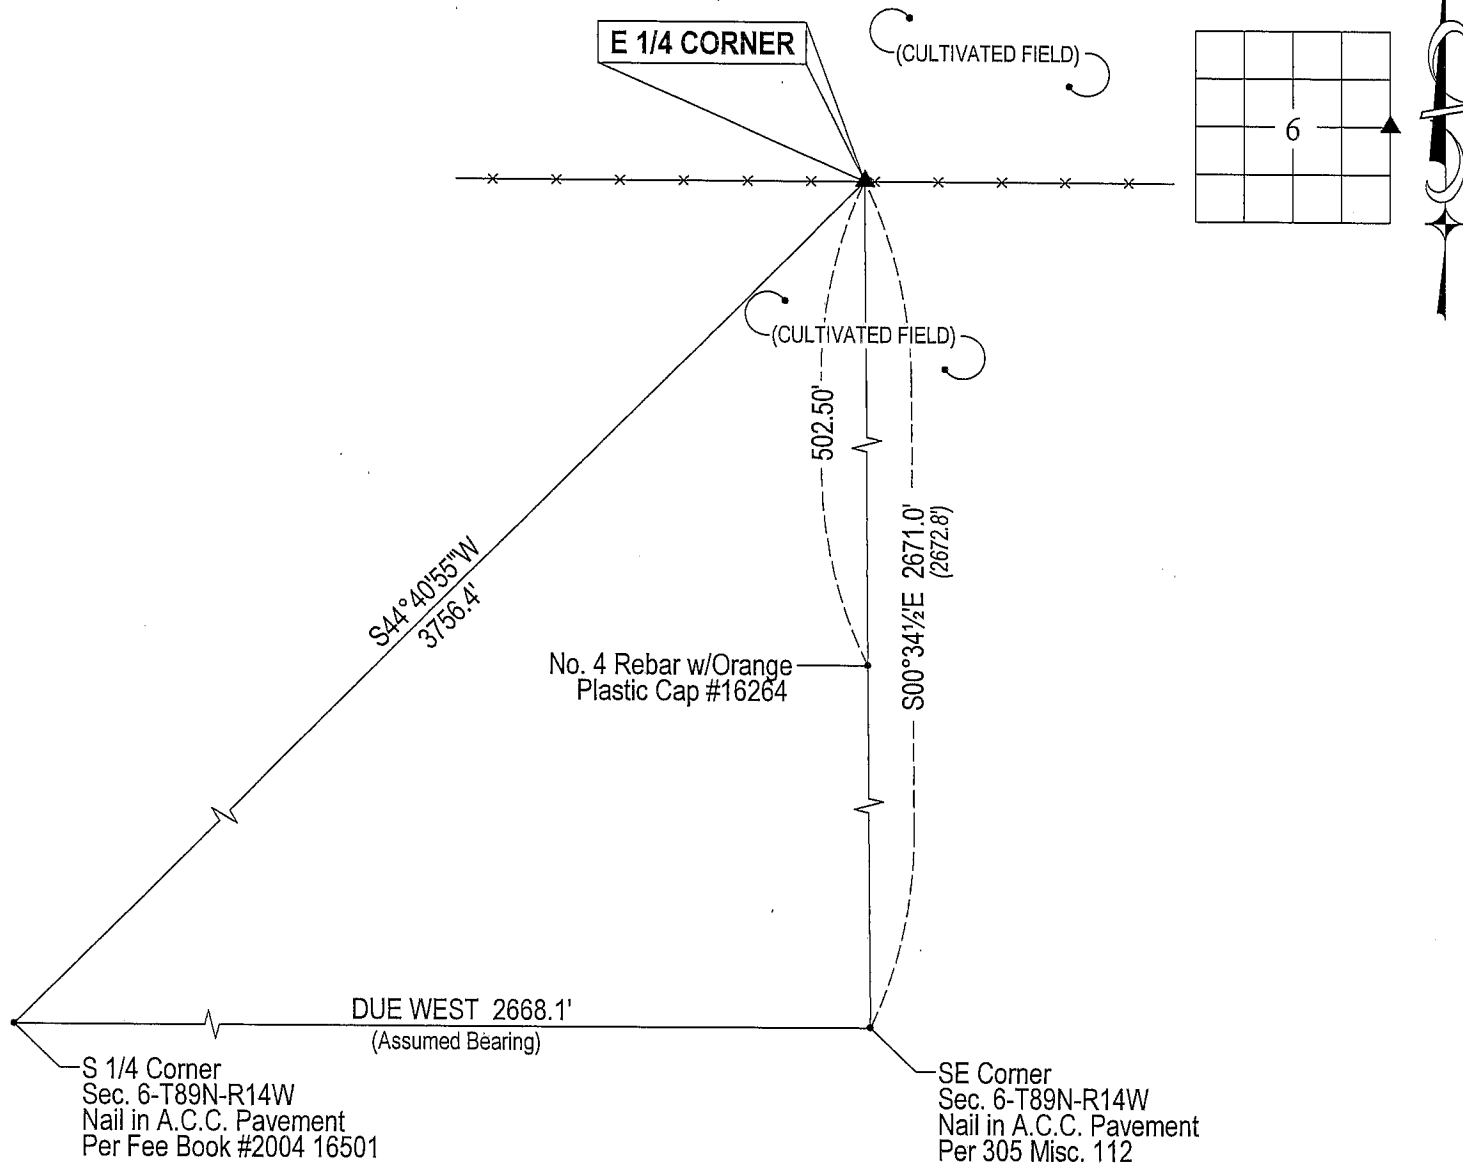 E 1/4 CORNER
(CULTIVATED FIELD)
6
(CULTIVATED FIELD)
502.50'
S00°34½'E 2671.0'
(2672.8')
S44°40'55"W
3756.4'
No. 4 Rebar w/Orange
Plastic Cap #16264
DUE WEST 2668.1'
(Assumed Bearing)
S 1/4 Corner
Sec. 6-T89N-R14W
Nail in A.C.C. Pavement
Per Fee Book #2004 16501
SE Corner
Sec. 6-T89N-R14W
Nail in A.C.C. Pavement
Per 305 Misc. 112